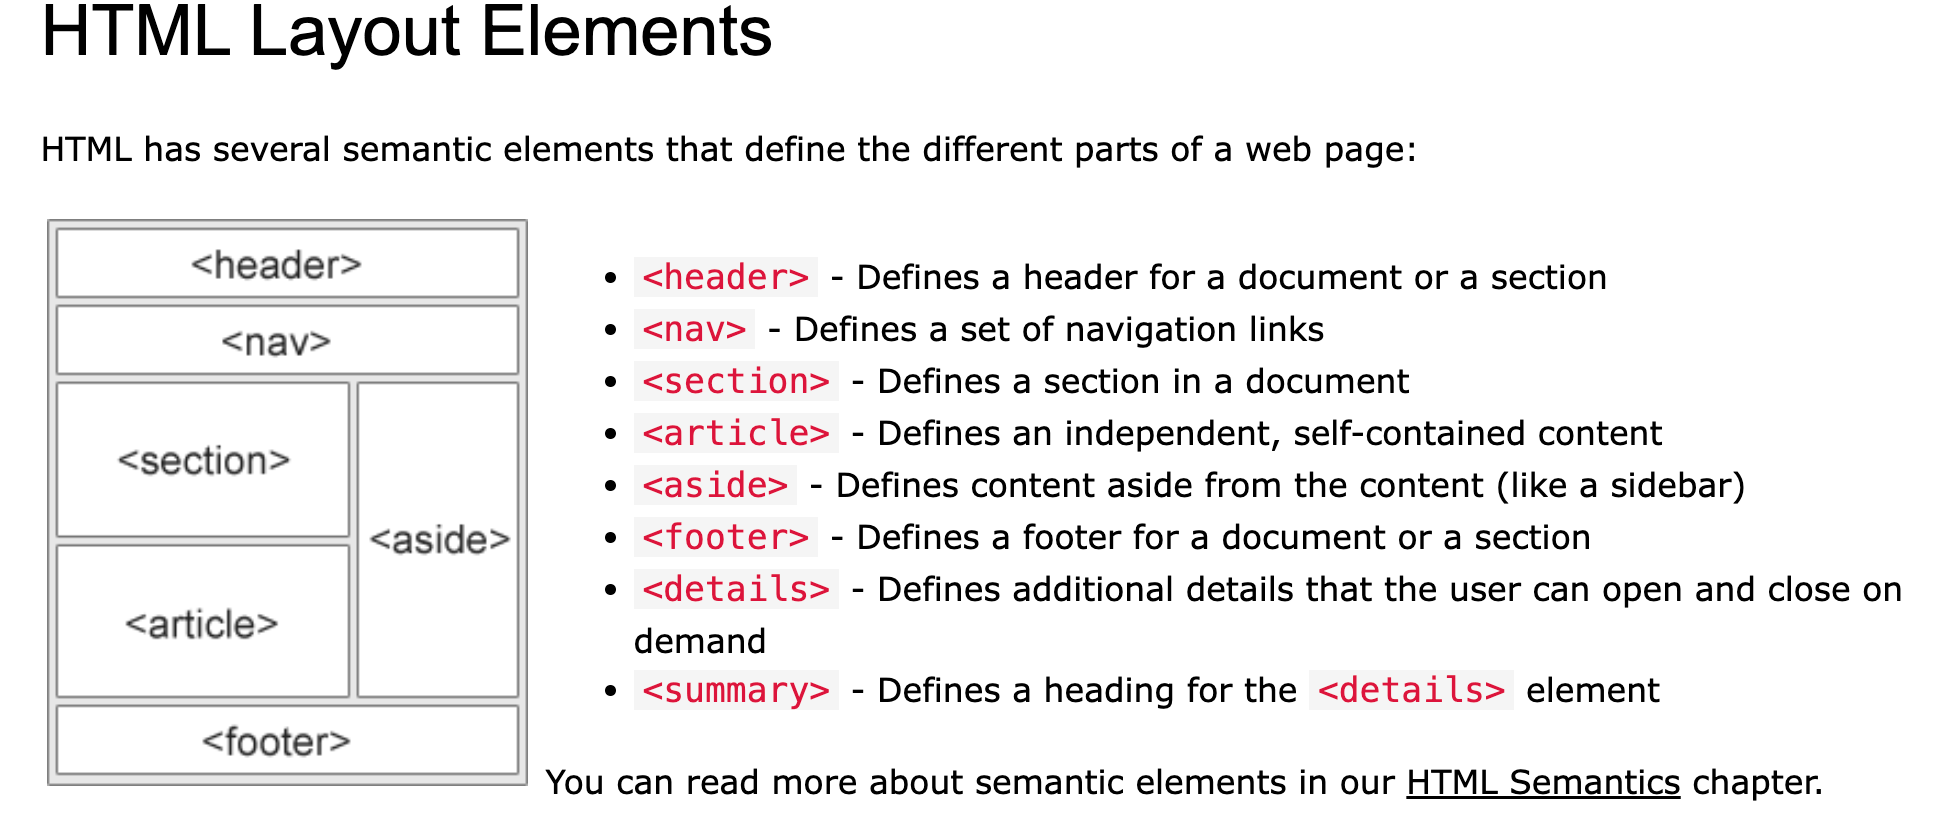 HTML Layout Elements
HTML has several semantic elements that define the different parts of a web page:
<header>
<nav>
<section>
<aside>
<article>
<footer>
• <header> - Defines a header for a document or a section
• <nav> - Defines a set of navigation links
• <section> - Defines a section in a document
• <article> - Defines an independent, self-contained content
• <aside> - Defines content aside from the content (like a sidebar)
• <footer> - Defines a footer for a document or a section
• <details> - Defines additional details that the user can open and close on
demand
• <summary> - Defines a heading for the <details> element
You can read more about semantic elements in our HTML Semantics chapter.